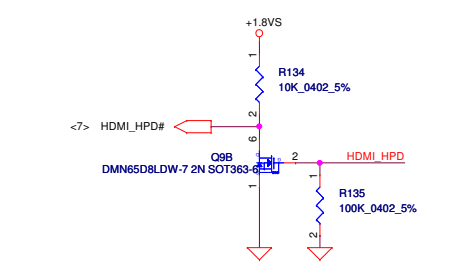 +1.8VS
1
R134
10K_0402_5%
2
<7> HDMI_HPD#
6
Q9B
DMN65D8LDW-7 2N SOT363-6
2
HDMI_HPD
1
1
R135
100K_0402_5%
2